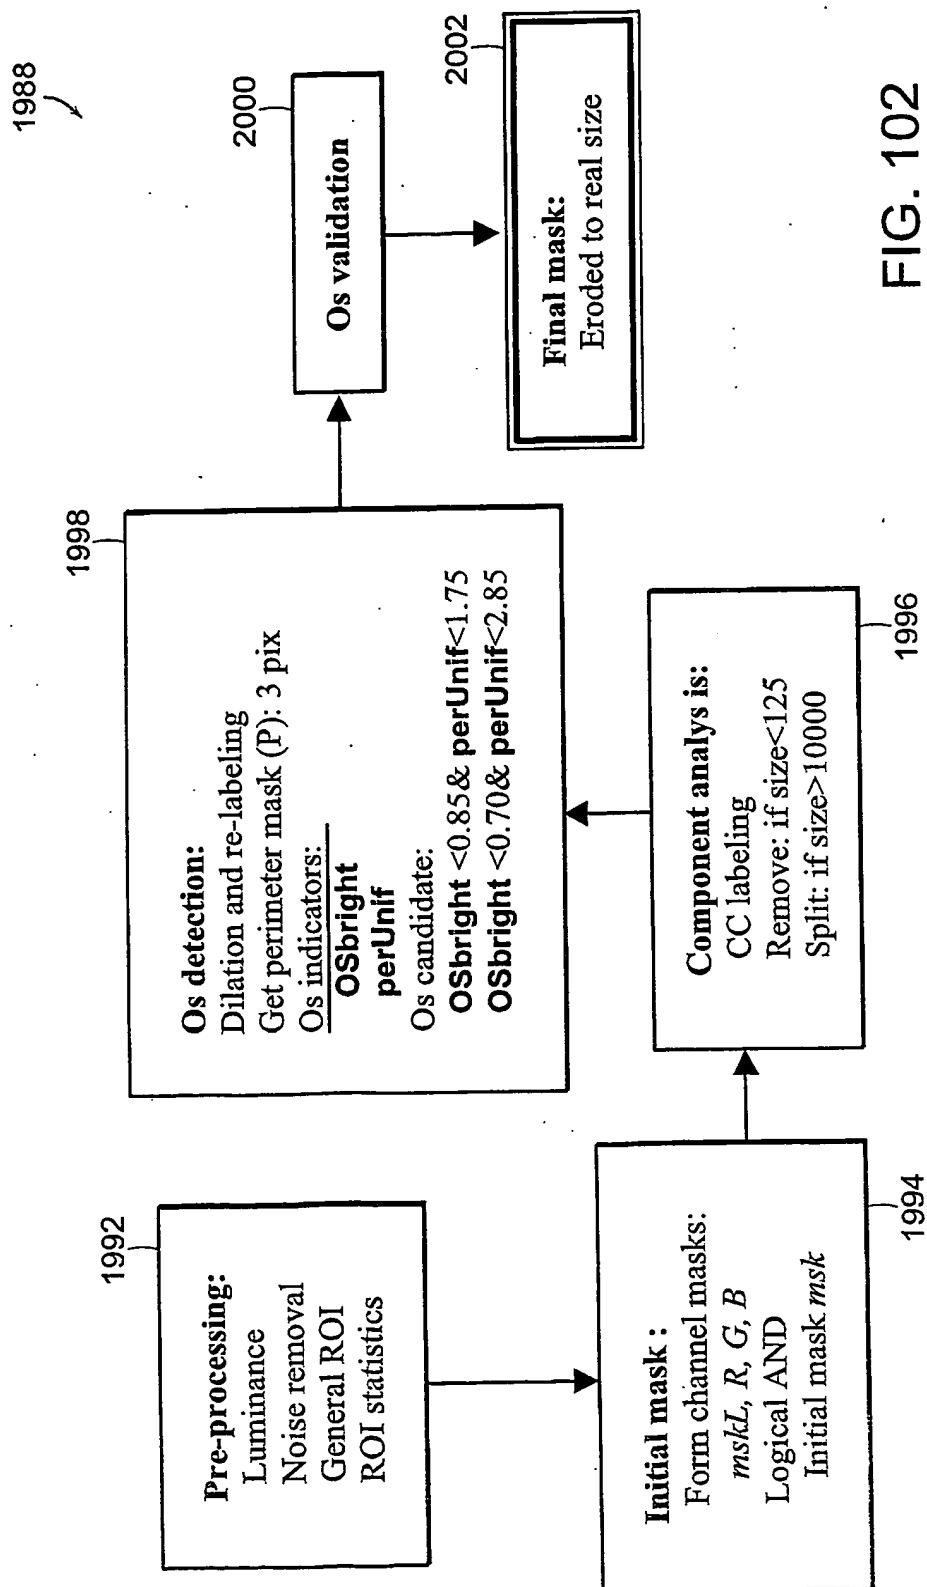 1988
1992
Pre-processing:
Luminance
Noise removal
General ROI
ROI statistics
Initial mask :
Form channel masks:
mskL, R, G, B
Logical AND
Initial mask msk
1994
Component analys is:
CC labeling
Remove: if size<125
Split: if size>10000
1996
1998
Os detection:
Dilation and re-labeling
Get perimeter mask (P): 3 pix
Os indicators:
OSbright
perUnif
Os candidate:
OSbright <0.85& perUnif<1.75
OSbright <0.70& perUnif<2.85
2000
Os validation
2002
Final mask:
Eroded to real size
FIG. 102